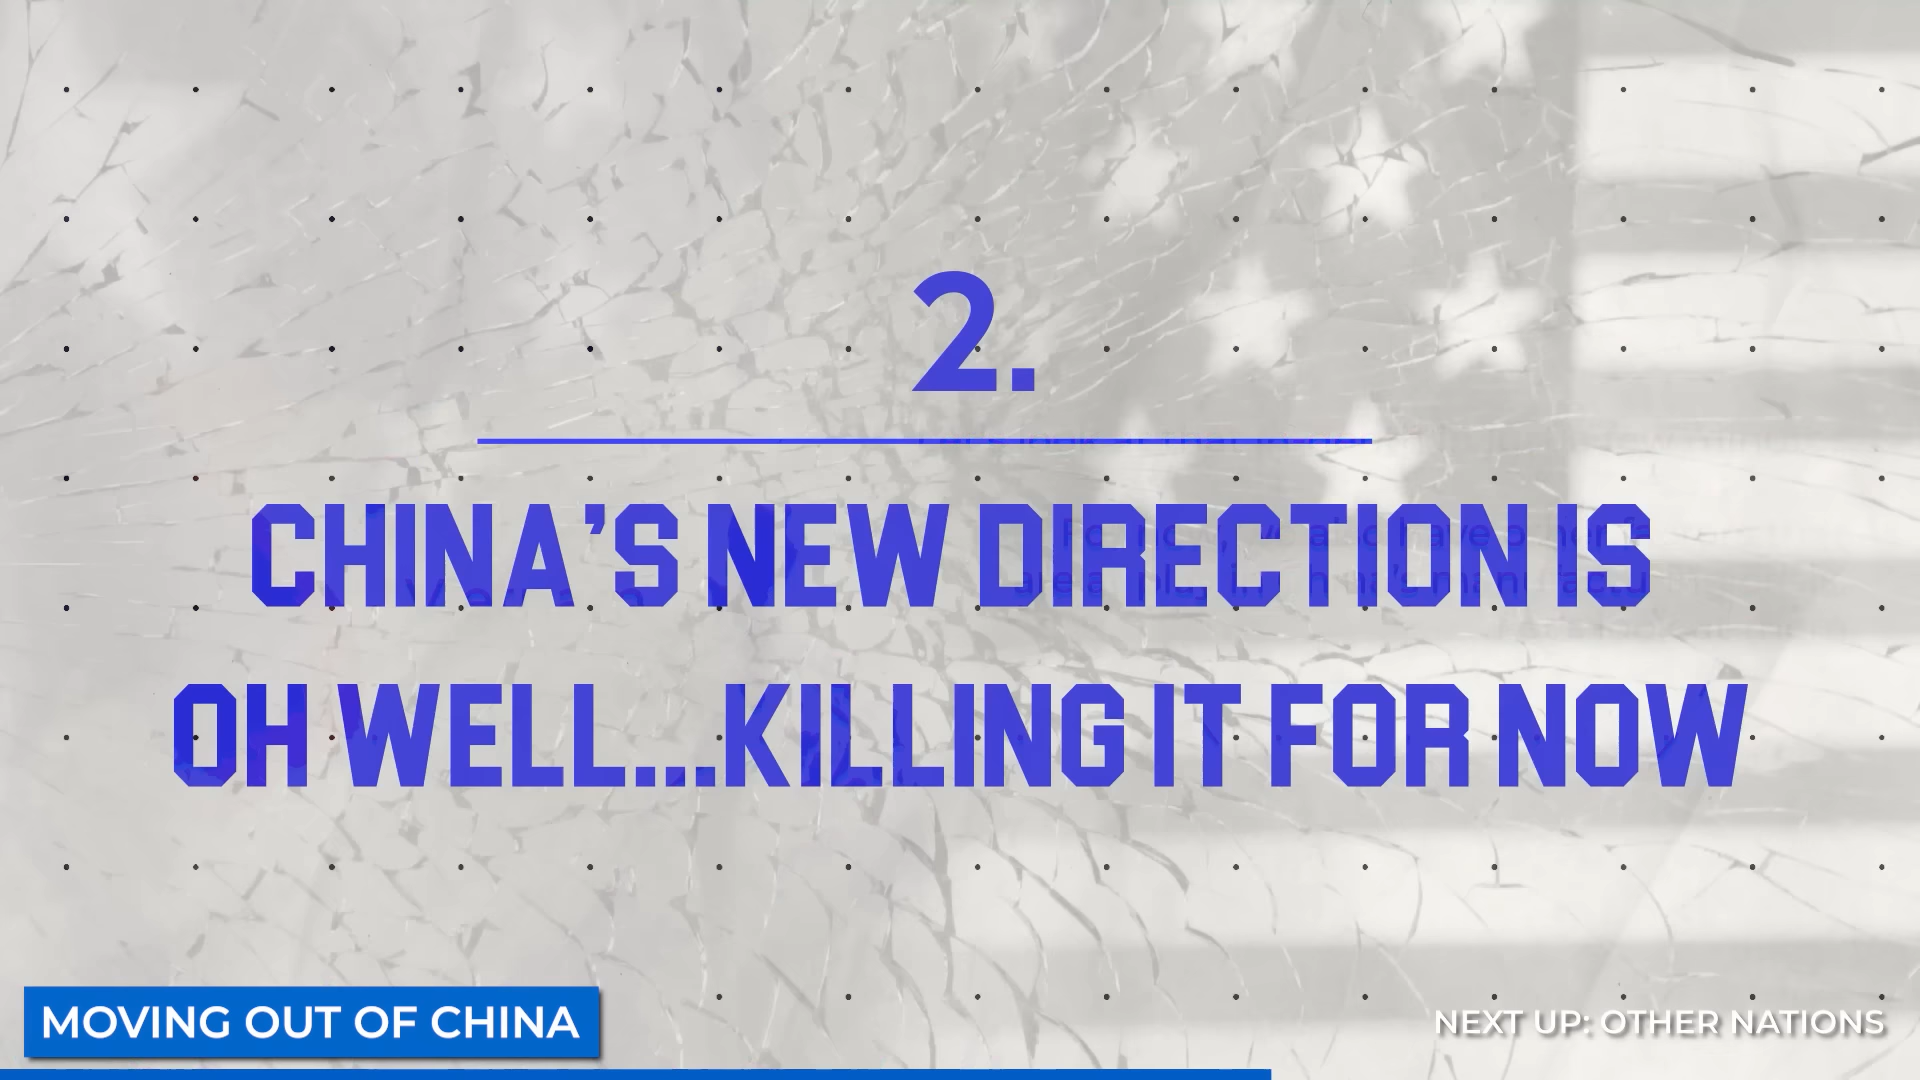 2.
CHINA'S NEW DIRECTION IS
OH WELL...KILLING IT FOR NOW
MOVING OUT OF CHINA
NEXT UP: OTHER NATIONS